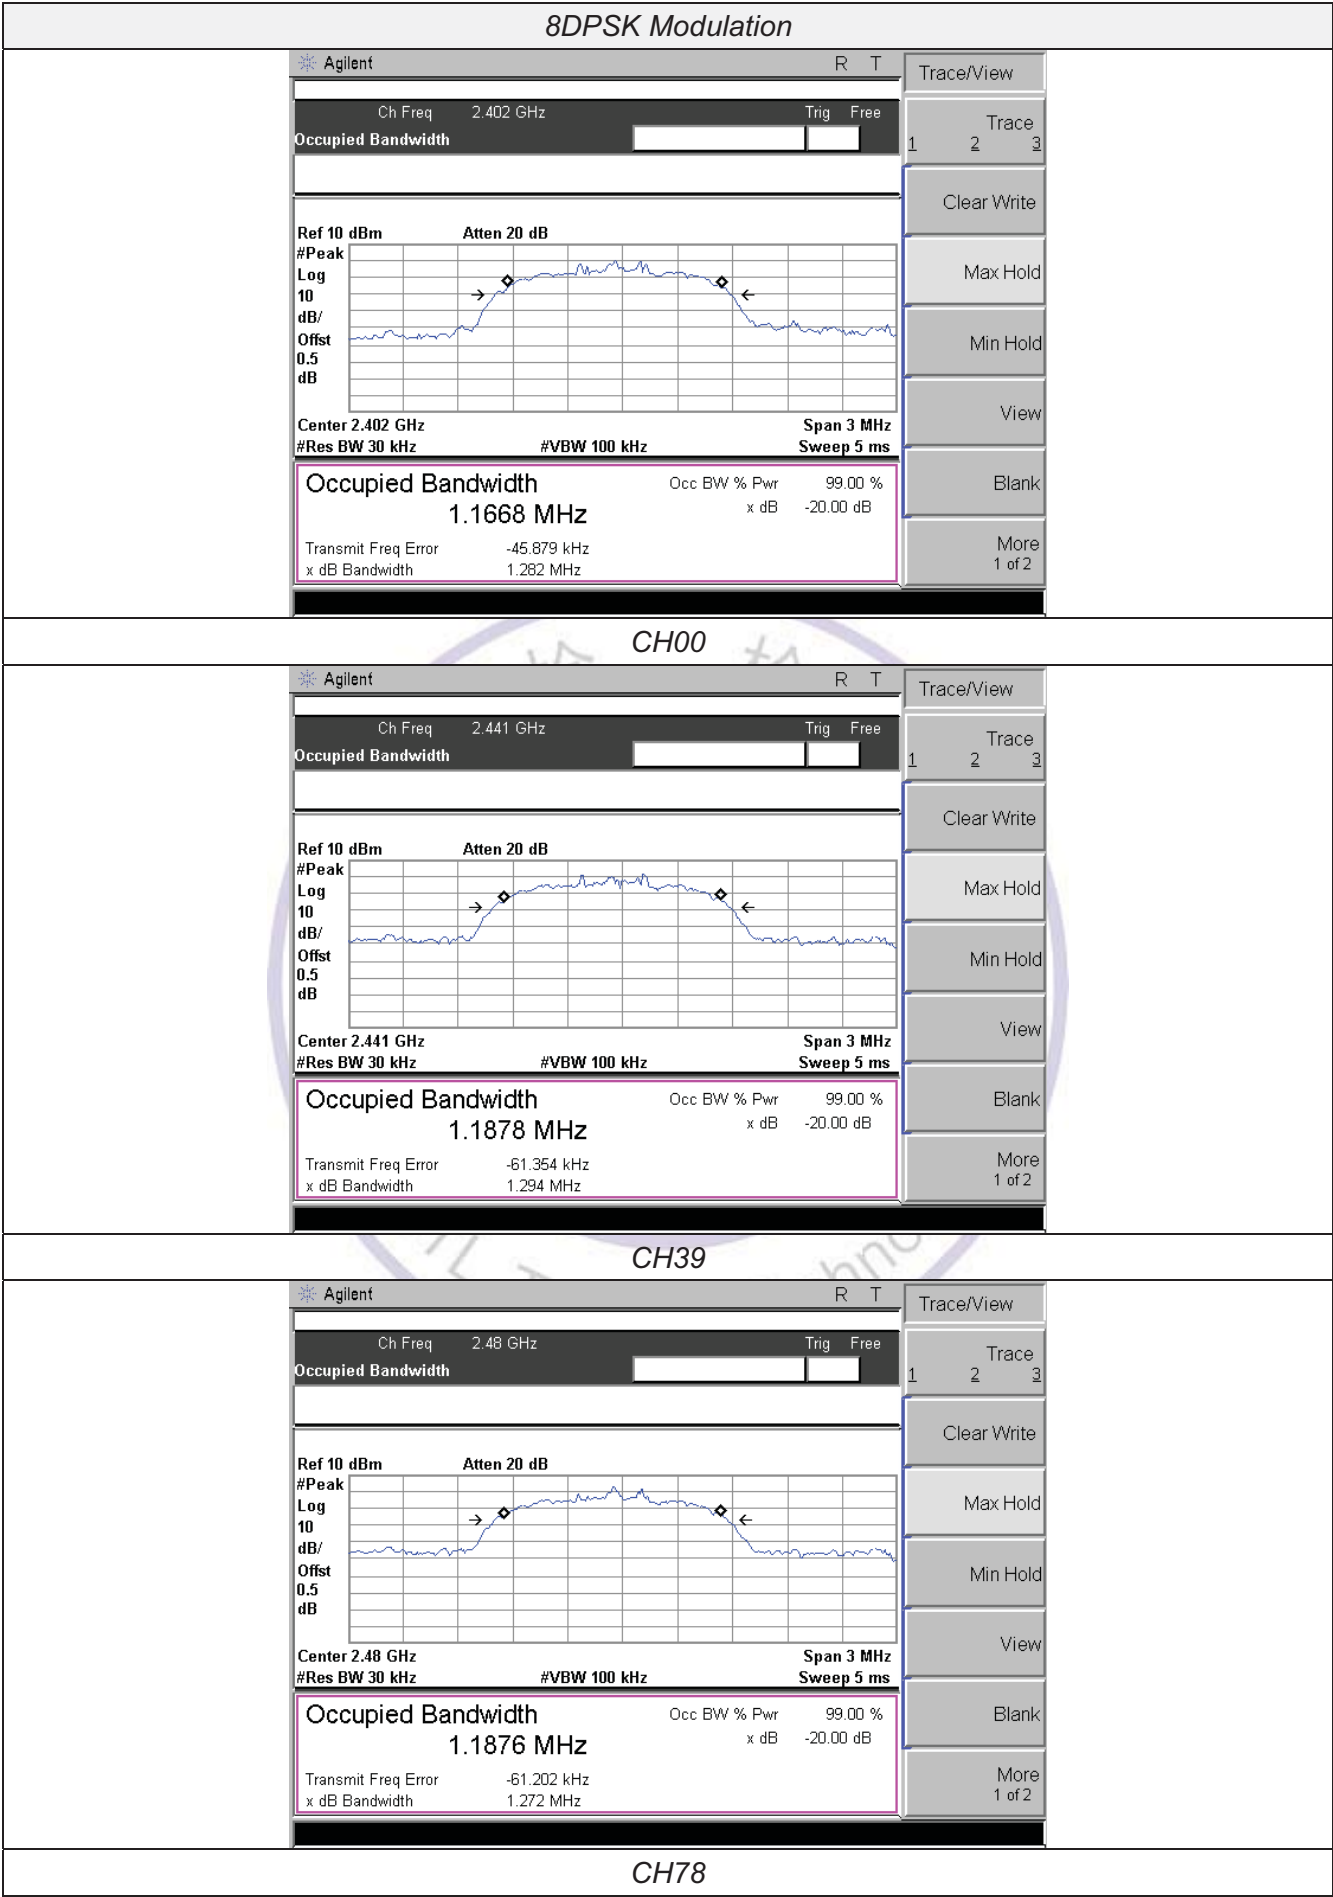 8DPSK Modulation
Agilent R T
Trace/View
Ch Freq 2.402 GHz Trig Free
Occupied Bandwidth
Trace
1 2 3
Clear Write
Ref 10 dBm Atten 20 dB
#Peak
Log
10
dB/
Offst
0.5
dB
Max Hold
Min Hold
View
Center 2.402 GHz Span 3 MHz
#Res BW 30 kHz #VBW 100 kHz Sweep 5 ms
Occupied Bandwidth Occ BW % Pwr 99.00 %
1.1668 MHz x dB -20.00 dB
Transmit Freq Error -45.879 kHz
x dB Bandwidth 1.282 MHz
Blank
More
1 of 2
CH00
Agilent R T
Trace/View
Ch Freq 2.441 GHz Trig Free
Occupied Bandwidth
Trace
1 2 3
Clear Write
Ref 10 dBm Atten 20 dB
#Peak
Log
10
dB/
Offst
0.5
dB
Max Hold
Min Hold
View
Center 2.441 GHz Span 3 MHz
#Res BW 30 kHz #VBW 100 kHz Sweep 5 ms
Occupied Bandwidth Occ BW % Pwr 99.00 %
1.1878 MHz x dB -20.00 dB
Transmit Freq Error -61.354 kHz
x dB Bandwidth 1.294 MHz
Blank
More
1 of 2
CH39
Agilent R T
Trace/View
Ch Freq 2.48 GHz Trig Free
Occupied Bandwidth
Trace
1 2 3
Clear Write
Ref 10 dBm Atten 20 dB
#Peak
Log
10
dB/
Offst
0.5
dB
Max Hold
Min Hold
View
Center 2.48 GHz Span 3 MHz
#Res BW 30 kHz #VBW 100 kHz Sweep 5 ms
Occupied Bandwidth Occ BW % Pwr 99.00 %
1.1876 MHz x dB -20.00 dB
Transmit Freq Error -61.202 kHz
x dB Bandwidth 1.272 MHz
Blank
More
1 of 2
CH78